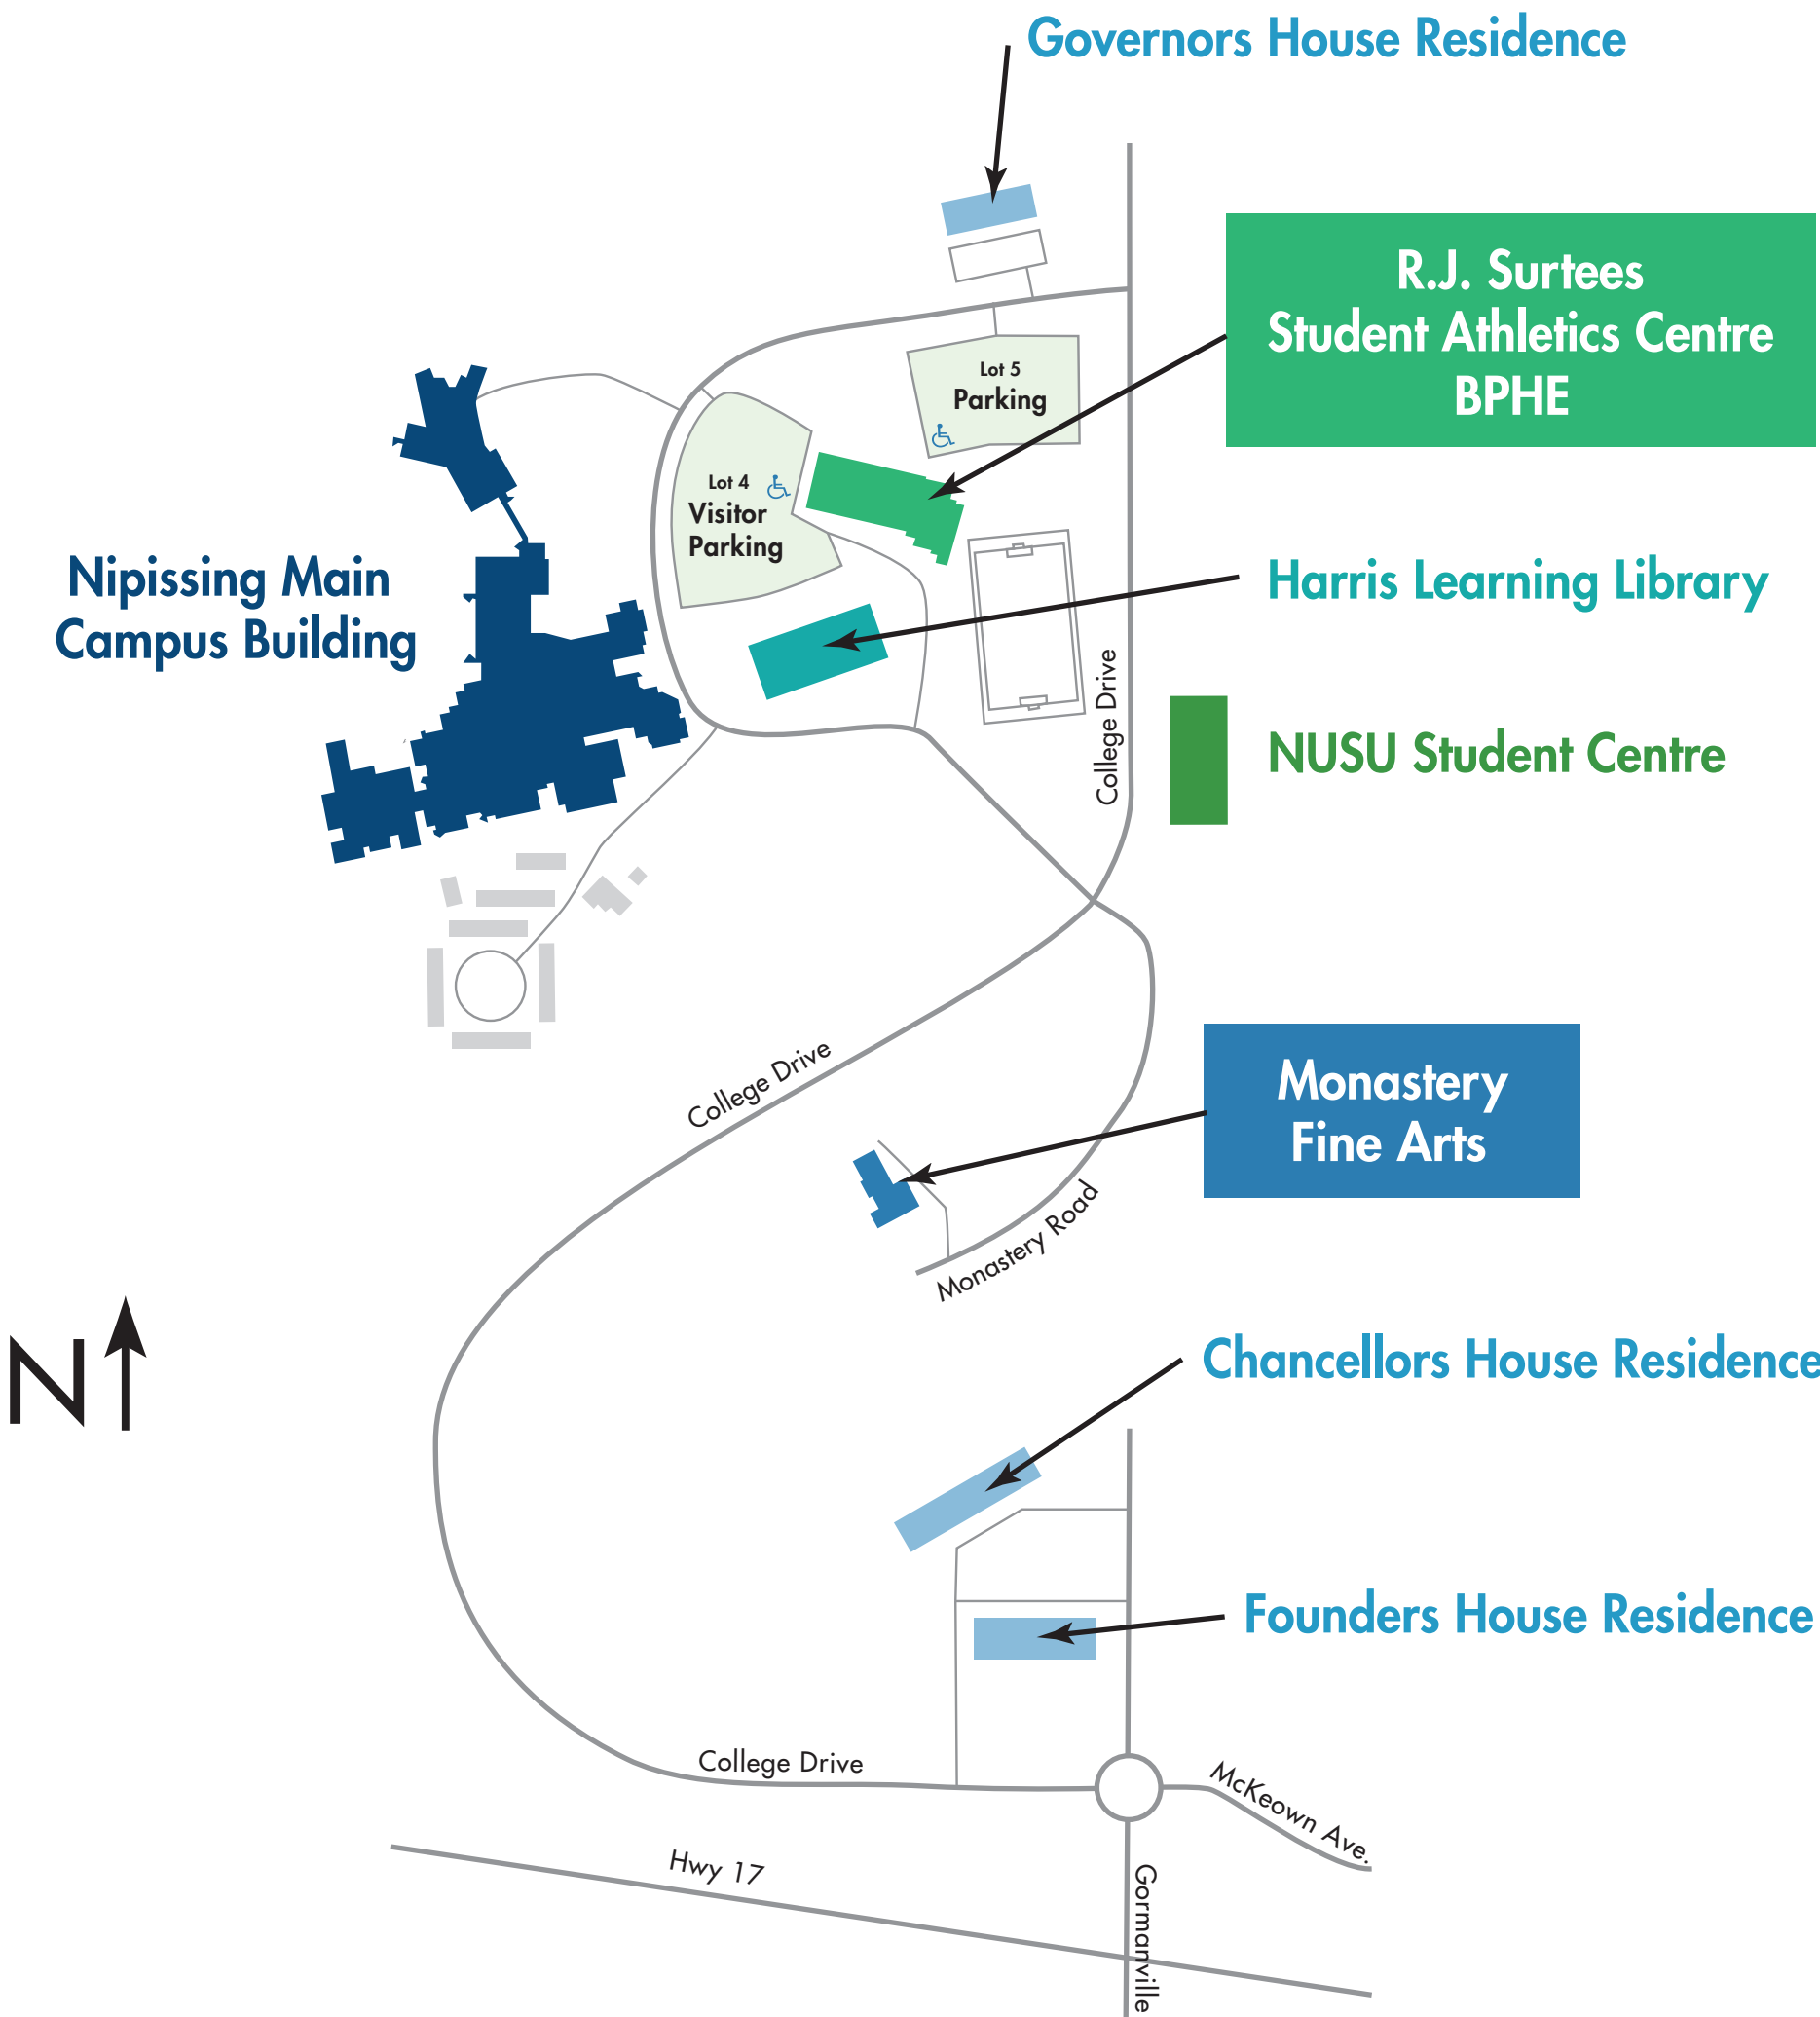 Governors House Residence
R.J. Surtees
Student Athletics Centre
BPHE
Lot 5
Parking
Lot 4
Visitor
Parking
Nipissing Main
Campus Building
Harris Learning Library
College Drive
NUSU Student Centre
College Drive
Monastery
Fine Arts
Monastery Road
N
Chancellors House Residence
Founders House Residence
College Drive
McKeown Ave.
Hwy 17
Gormanville